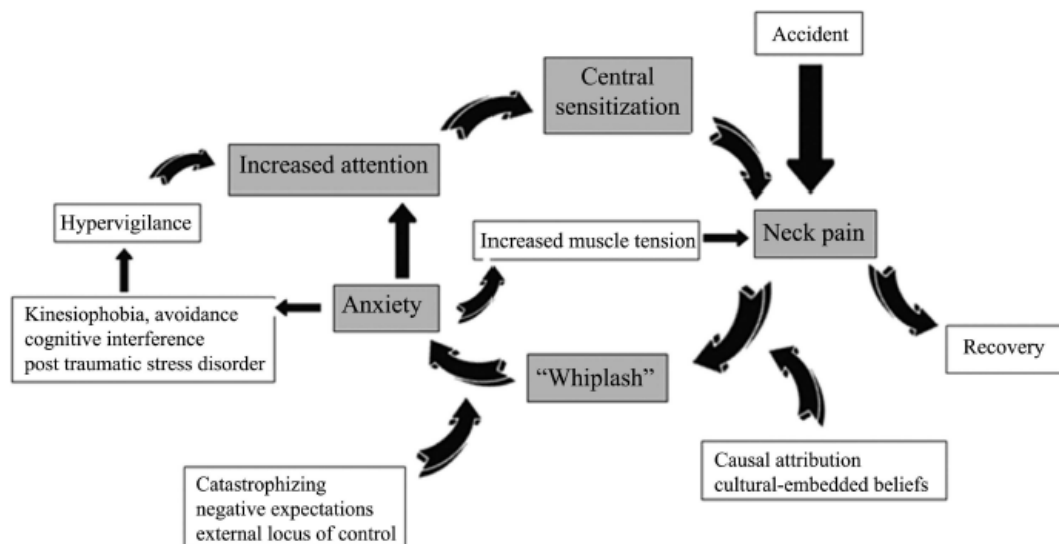 Accident
Central
sensitization
Increased attention
Hypervigilance
Increased muscle tension
Neck pain
Anxiety
Kinesiophobia, avoidance
cognitive interference
post traumatic stress disorder
Recovery
“Whiplash”
Causal attribution
cultural-embedded beliefs
Catastrophizing
negative expectations
external locus of control